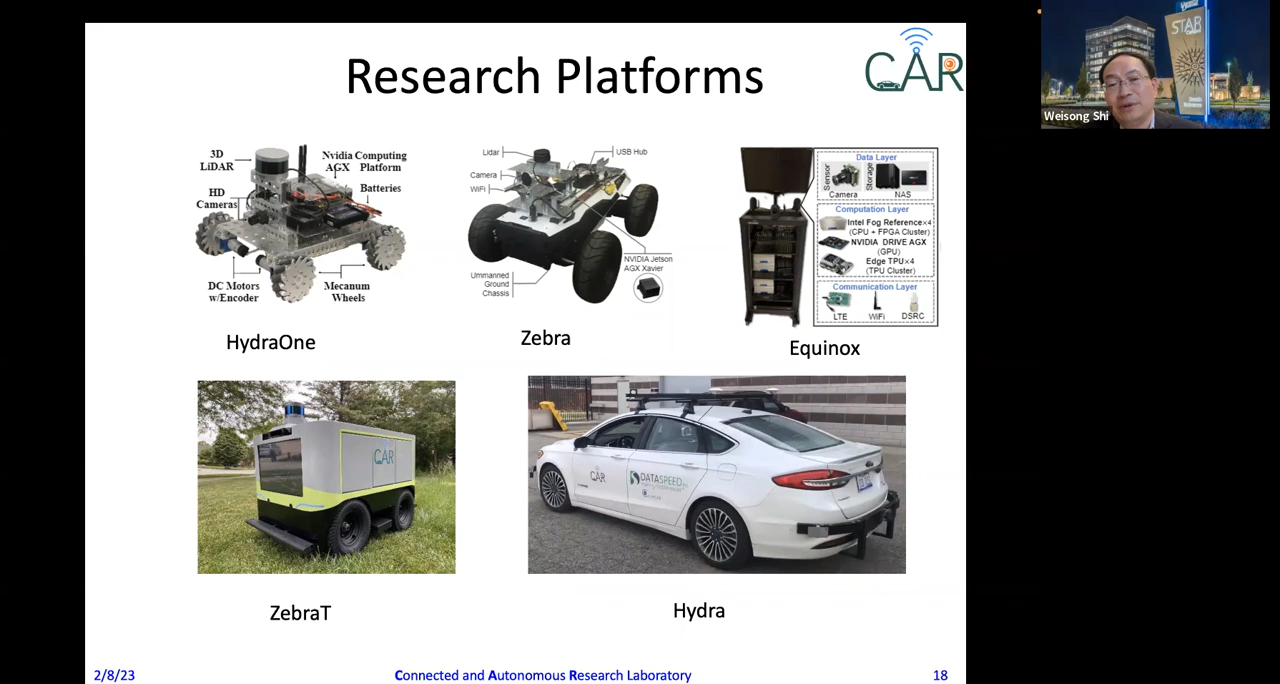 Research Platforms
CAR
STAR
Weisong Shi
3D
LiDAR
HD
Cameras
Nvidia Computing
AGX Platform
Batteries
DC Motors
w/Encoder
Mecanum
Wheels
HydraOne
Lidar
Camera
WiFi
USB Hub
Unmanned
Ground
Chassis
NVIDIA Jetson
AGX Xavier
Zebra
Data Layer
Sensor
Camera
Storage
NAS
Computation Layer
Intel Fog Reference×4
(CPU + FPGA Cluster)
NVIDIA DRIVE AGX
(GPU)
Edge TPU×4
(TPU Cluster)
Communication Layer
LTE
WiFi
DSRC
Equinox
CAR
ZebraT
CAR
DATASPEED
Hydra
2/8/23
Connected and Autonomous Research Laboratory
18